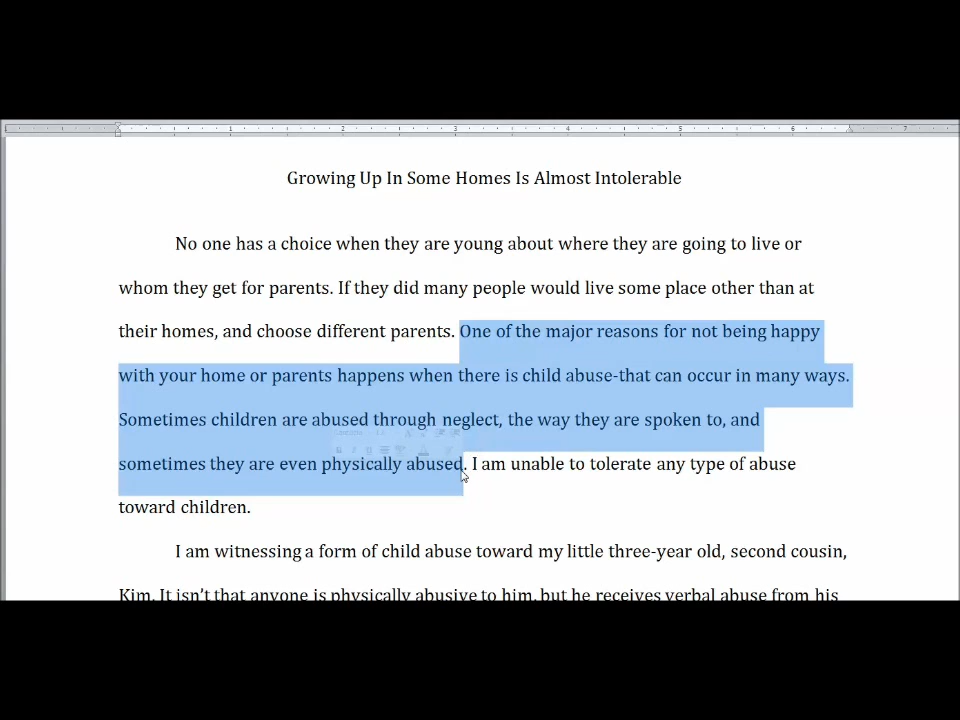 1 2 3 4 5 6 7
Growing Up In Some Homes Is Almost Intolerable
No one has a choice when they are young about where they are going to live or
whom they get for parents. If they did many people would live some place other than at
their homes, and choose different parents. One of the major reasons for not being happy
with your home or parents happens when there is child abuse-that can occur in many ways.
Sometimes children are abused through neglect, the way they are spoken to, and
sometimes they are even physically abused. I am unable to tolerate any type of abuse
toward children.
I am witnessing a form of child abuse toward my little three-year old, second cousin,
Kim. It isn't that anyone is physically abusive to him, but he receives verbal abuse from his